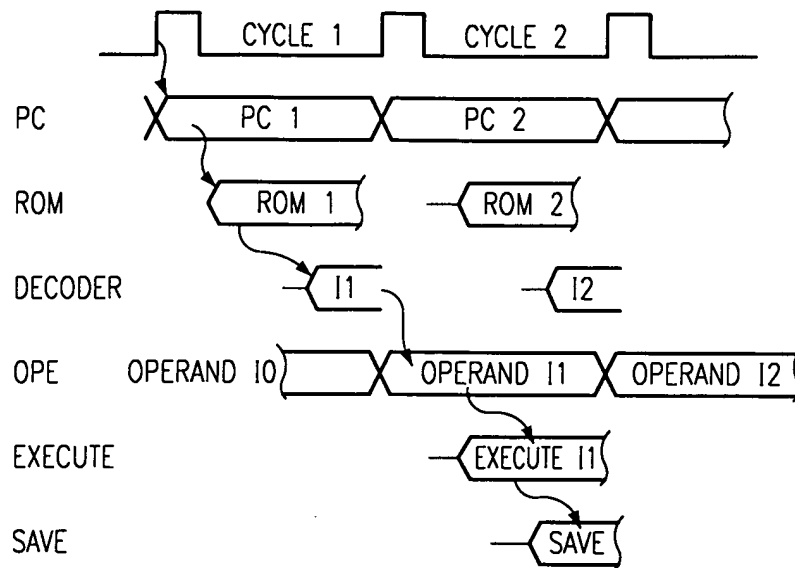 CYCLE 1 CYCLE 2
PC PC 1 PC 2
ROM ROM 1 ROM 2
DECODER I1 I2
OPE OPERAND I0 OPERAND I1 OPERAND I2
EXECUTE EXECUTE I1
SAVE SAVE